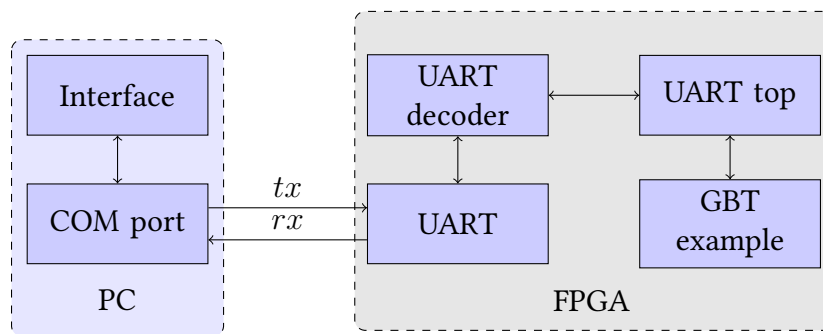 Interface
COM port
PC
tx
rx
UART
decoder
UART top
UART
GBT
example
FPGA